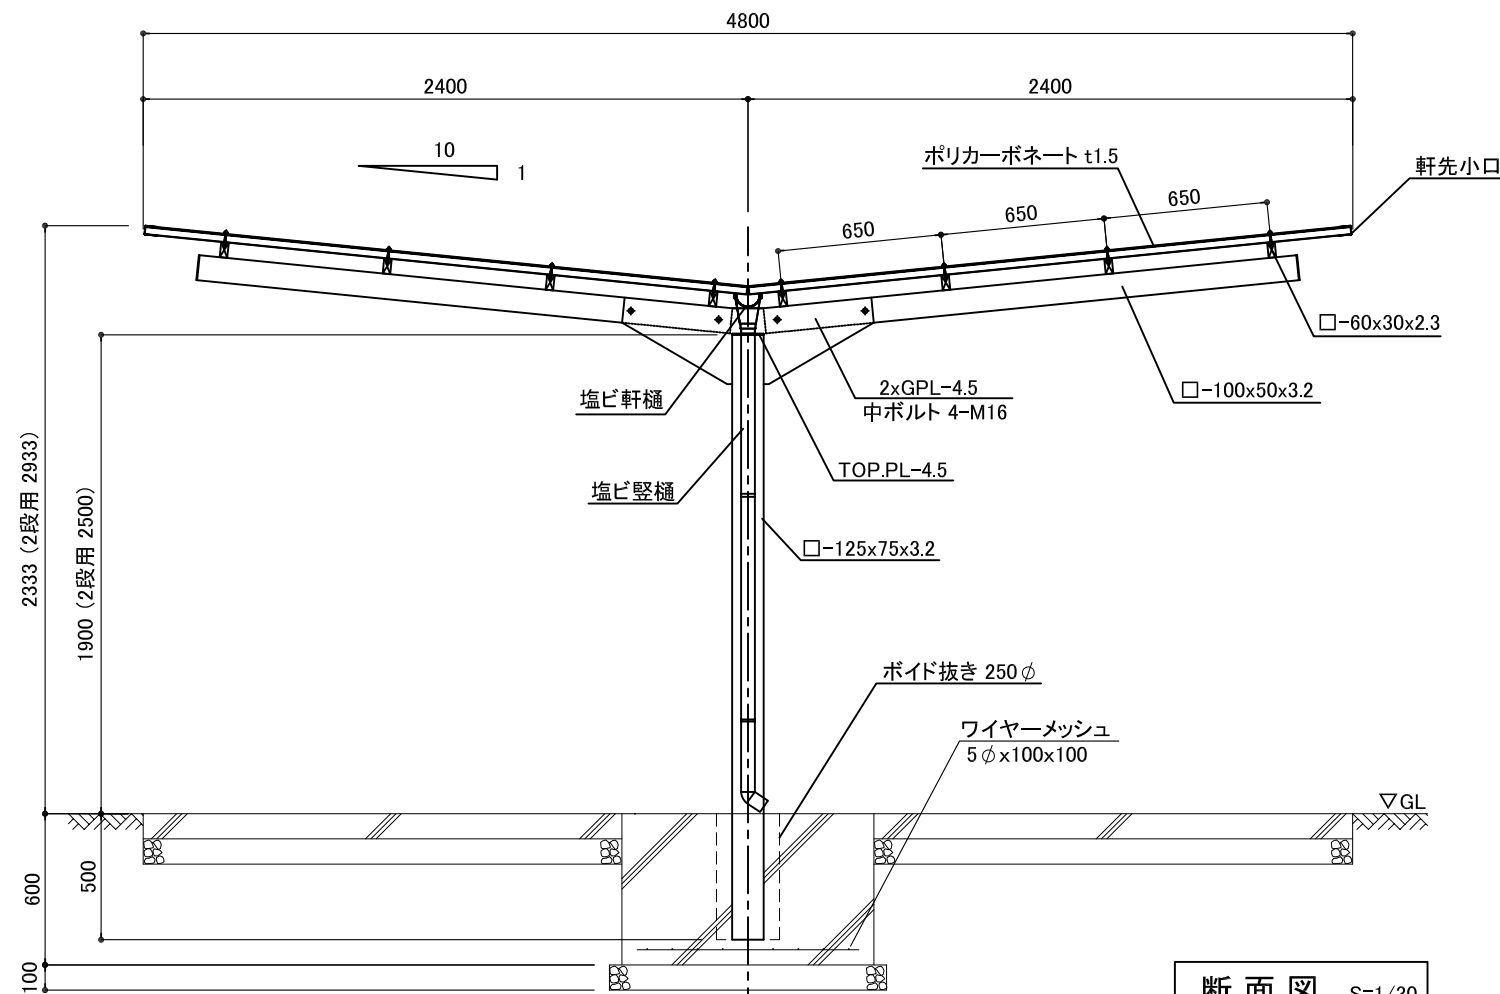 4800
2400
2400
10
1
ポリカーボネート t1.5
軒先小口
650
650
650
□-60x30x2.3
□-100x50x3.2
2xGPL-4.5
中ボルト 4-M16
塩ビ軒樋
TOP.PL-4.5
塩ビ竪樋
□-125x75x3.2
2333 (2段用 2933)
1900 (2段用 2500)
ボイド抜き 250φ
ワイヤーメッシュ
5φx100x100
▽GL
600
500
100
断面図 S=1/30